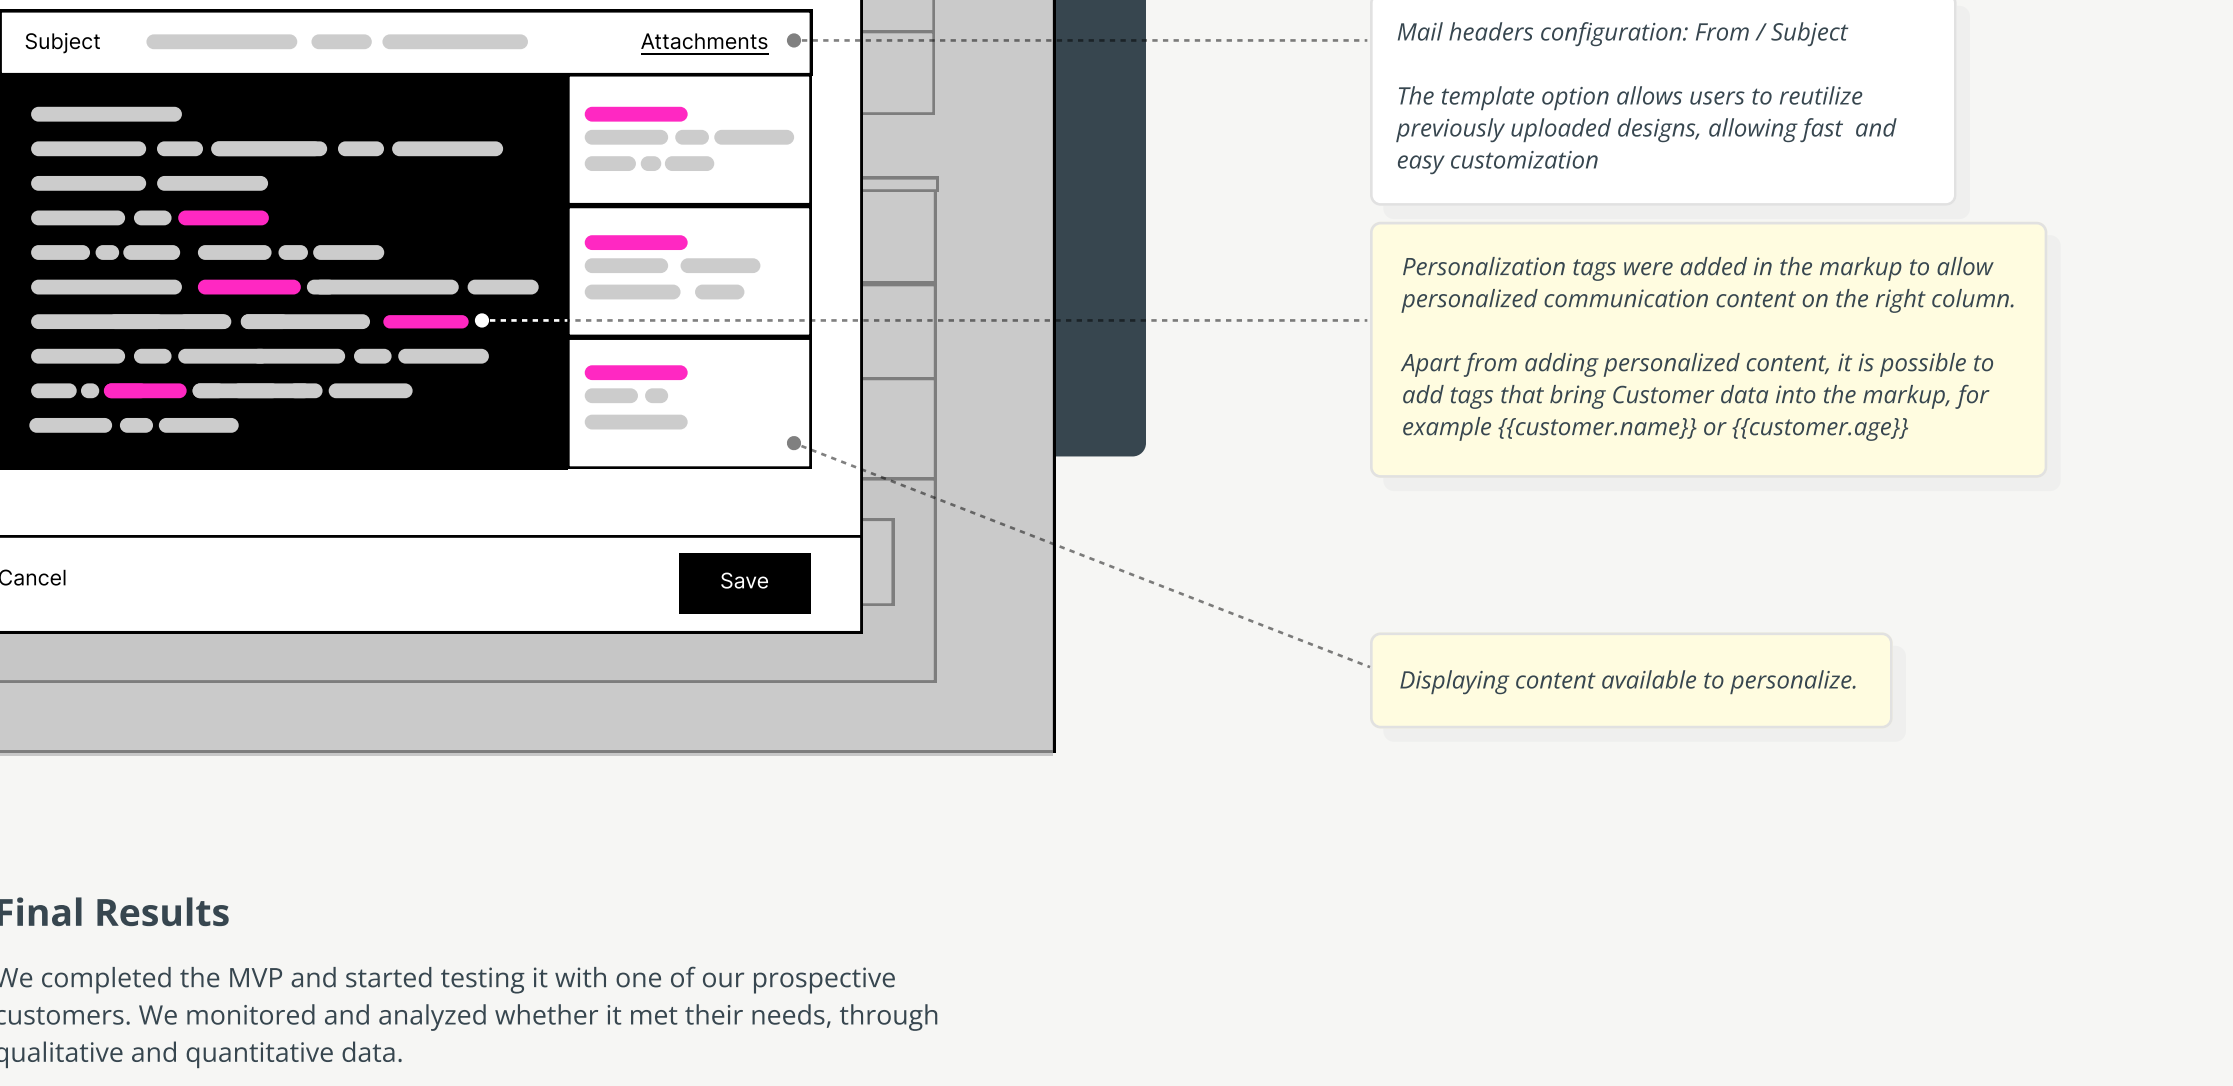 Subject
Attachments
Cancel
Save
Mail headers configuration: From / Subject
The template option allows users to reutilize
previously uploaded designs, allowing fast  and
easy customization
Personalization tags were added in the markup to allow
personalized communication content on the right column.
Apart from adding personalized content, it is possible to
add tags that bring Customer data into the markup, for
example {{customer.name}} or {{customer.age}}
Displaying content available to personalize.
Final Results
We completed the MVP and started testing it with one of our prospective
customers. We monitored and analyzed whether it met their needs, through
qualitative and quantitative data.